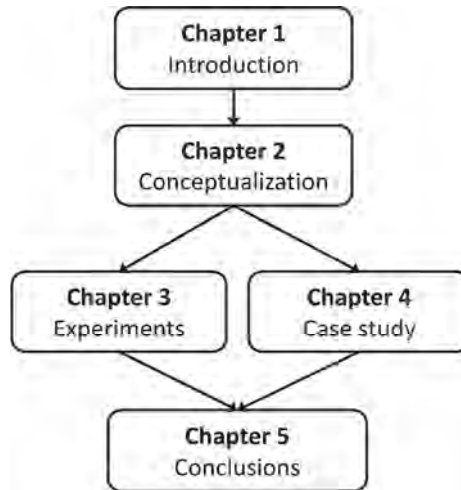 Chapter 1
Introduction
Chapter 2
Conceptualization
Chapter 3
Experiments
Chapter 4
Case study
Chapter 5
Conclusions